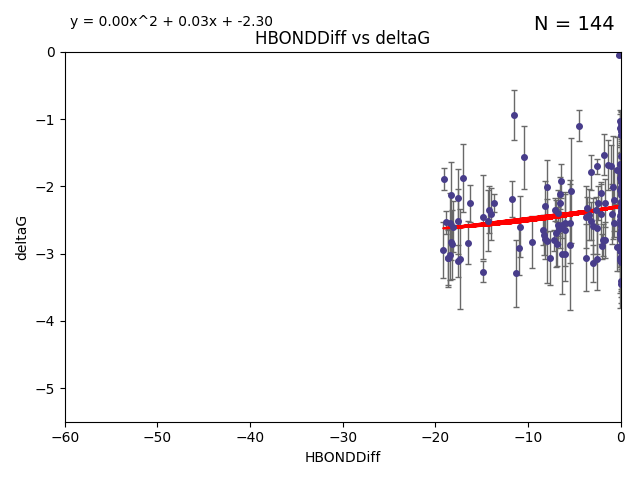 y = 0.00x^2 + 0.03x + -2.30
N = 144
HBONDDiff vs deltaG
0
−1
−2
−3
−4
−5
deltaG
−60
−50
−40
−30
−20
−10
0
HBONDDiff